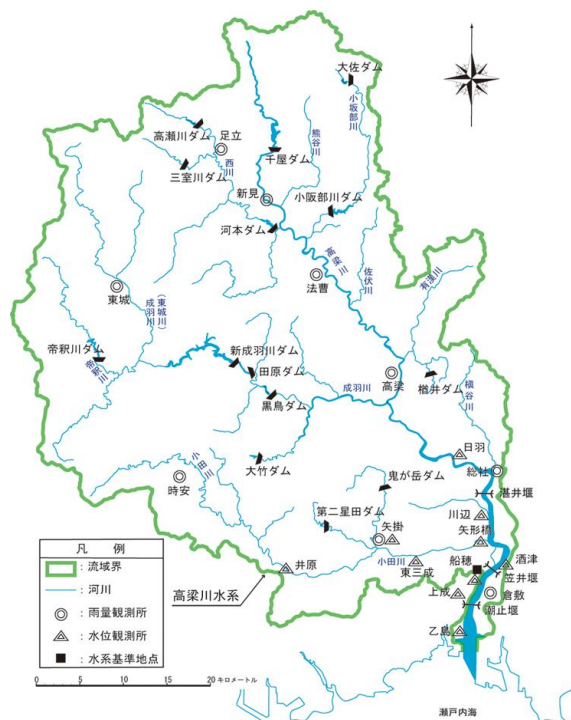 大佐ダム
小坂部川
高瀬川ダム
足立
熊谷川
三室川ダム
西川
千屋ダム
新見
小阪部川ダム
河本ダム
高梁川
佐伏川
有漢川
法曹
東城
(東城川)
成羽川
帝釈川ダム
帝釈川
新成羽川ダム
田原ダム
黒鳥ダム
成羽川
高梁
楢井ダム
槇谷川
日羽
総社
小田川
大竹ダム
鬼が岳ダム
時安
湛井堰
第二星田ダム
川辺
矢掛
矢形橋
井原
小田川
東三成
船穂
酒津
笠井堰
上成
倉敷
潮止堰
乙島
高梁川水系
凡 例
:流域界
:河川
:雨量観測所
:水位観測所
:水系基準地点
0 5 10 15 20 キロメートル
瀬戸内海